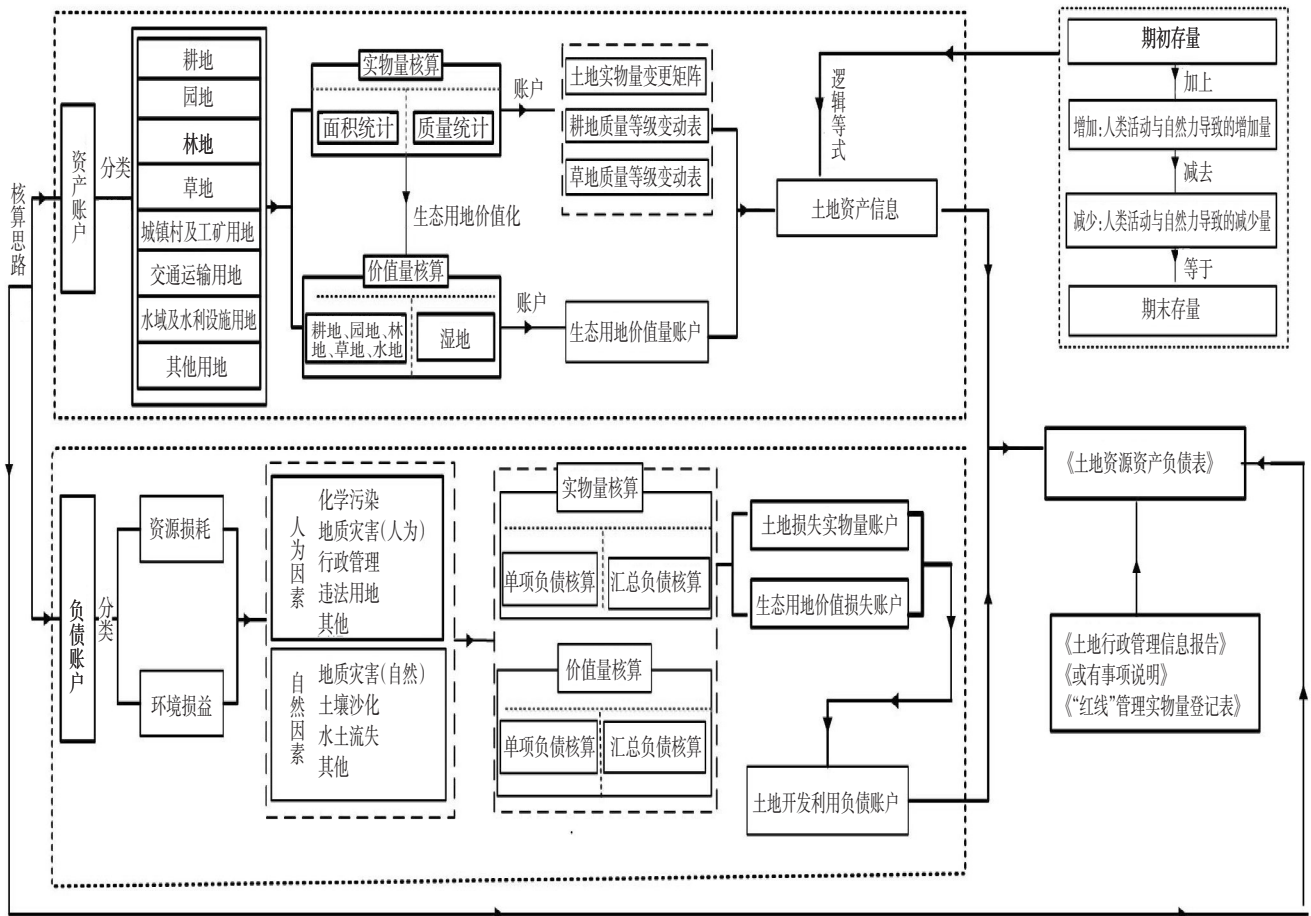 核算思路
资产账户
分类
耕地
园地
林地
草地
城镇村及工矿用地
交通运输用地
水域及水利设施用地
其他用地
实物量核算
面积统计
质量统计
生态用地价值化
价值量核算
耕地、园地、林
地、草地、水地
湿地
账户
土地实物量变更矩阵
耕地质量等级变动表
草地质量等级变动表
账户
生态用地价值量账户
逻辑等式
土地资产信息
期初存量
加上
增加:人类活动与自然力导致的增加量
减去
减少:人类活动与自然力导致的减少量
等于
期末存量
负债账户
分类
资源损耗
环境损益
人为因素
化学污染
地质灾害(人为)
行政管理
违法用地
其他
自然因素
地质灾害(自然)
土壤沙化
水土流失
其他
实物量核算
单项负债核算
汇总负债核算
价值量核算
单项负债核算
汇总负债核算
土地损失实物量账户
生态用地价值损失账户
土地开发利用负债账户
《土地资源资产负债表》
《土地行政管理信息报告》
《或有事项说明》
《“红线”管理实物量登记表》